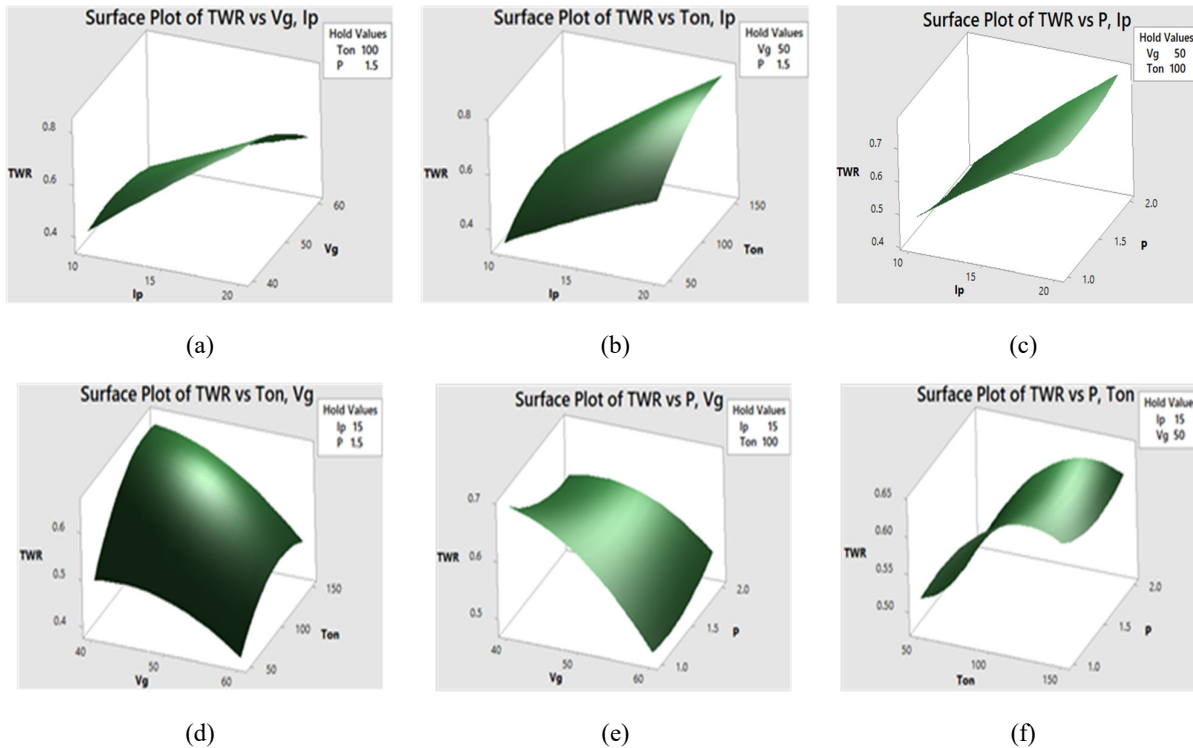 Surface Plot of TWR vs Vg, Ip
Hold Values
Ton 100
P 1.5
0.8
TWR
0.6
0.4
60
50
Vg
40
10
15
20
Ip
(a)
Surface Plot of TWR vs Ton, Ip
Hold Values
Vg 50
P 1.5
0.8
0.6
TWR
0.4
150
100
Ton
50
10
15
20
Ip
(b)
Surface Plot of TWR vs P, Ip
Hold Values
Vg 50
Ton 100
0.7
TWR
0.6
0.5
0.4
2.0
1.5
P
1.0
10
15
20
Ip
(c)
Surface Plot of TWR vs Ton, Vg
Hold Values
Ip 15
P 1.5
0.6
TWR
0.5
0.4
150
100
Ton
50
40
50
60
Vg
(d)
Surface Plot of TWR vs P, Vg
Hold Values
Ip 15
Ton 100
0.7
0.6
TWR
0.5
2.0
1.5
P
1.0
40
50
60
Vg
(e)
Surface Plot of TWR vs P, Ton
Hold Values
Ip 15
Vg 50
0.65
0.60
TWR
0.55
0.50
2.0
1.5
P
1.0
50
100
150
Ton
(f)